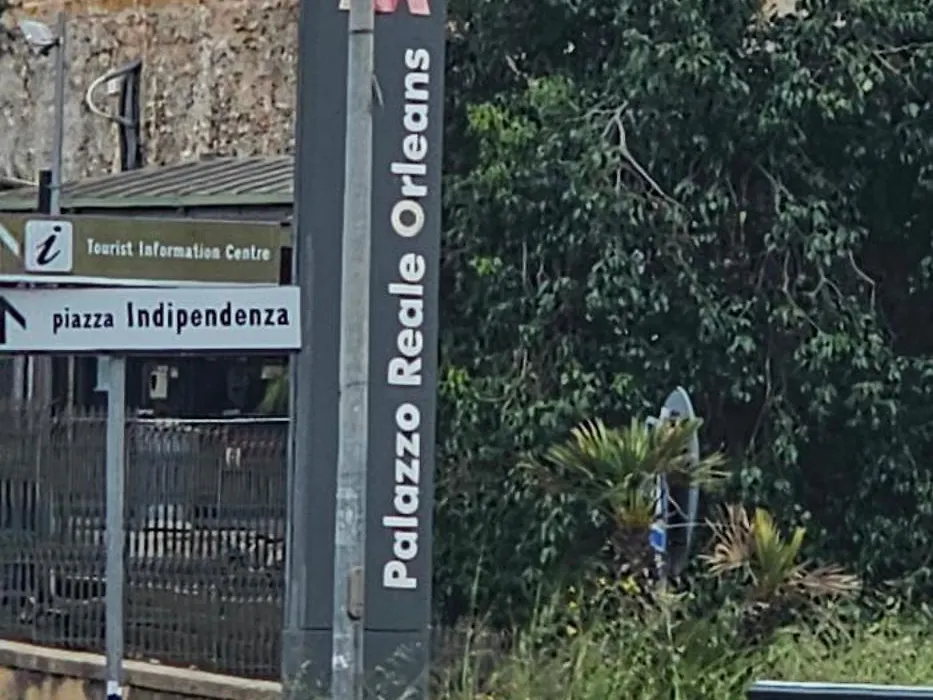 i Tourist Information Centre
piazza Indipendenza
Palazzo Reale Orleans